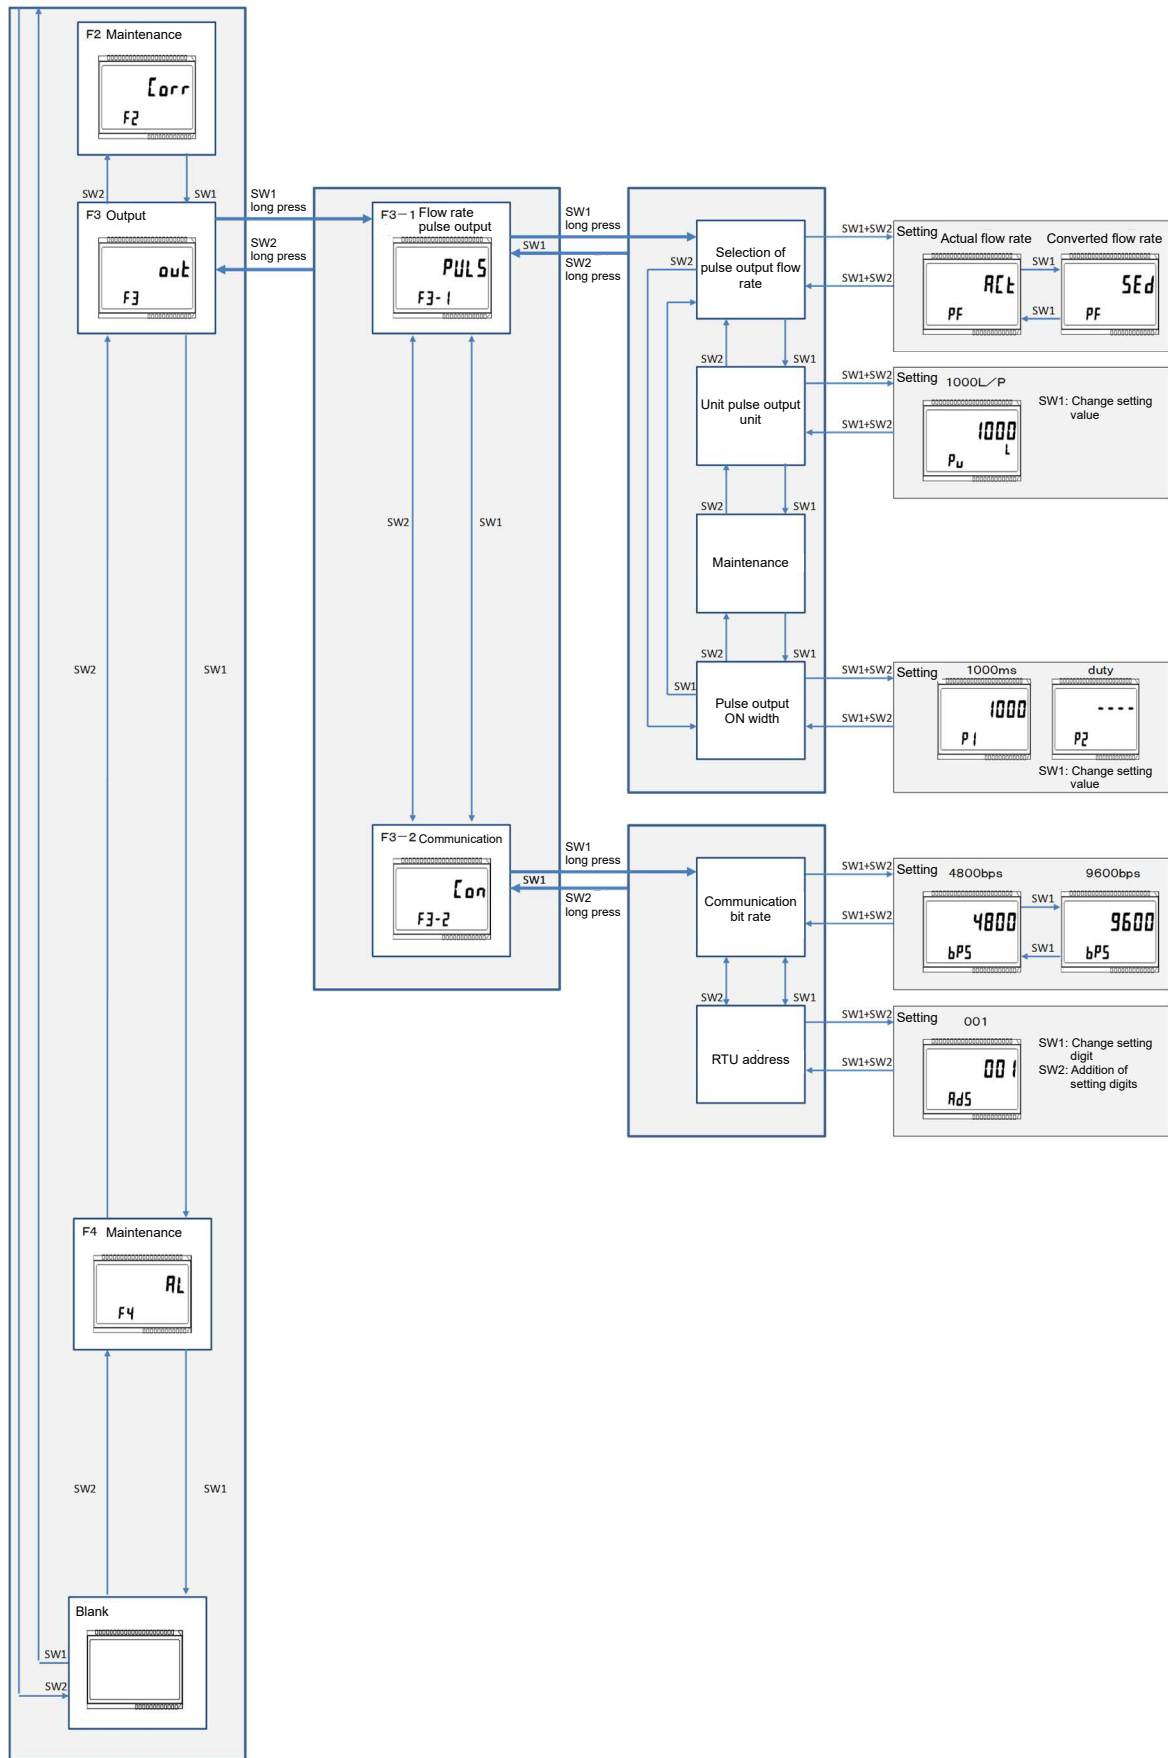 F2 Maintenance
Corr
F2
SW2
SW1
F3 Output
out
F3
SW1
long press
SW2
long press
F3-1 Flow rate
pulse output
PULS
F3-1
SW1
long press
SW1
SW2
long press
Selection of
pulse output flow
rate
SW2
SW1+SW2
SW1+SW2
Setting
Actual flow rate
Converted flow rate
ACt
PF
SW1
SW1
SEd
PF
SW2
SW1
Unit pulse output
unit
SW1+SW2
SW1+SW2
Setting
1000L/P
1000
L
Pu
SW1: Change setting
value
SW2
SW1
Maintenance
SW2
SW1
SW2
SW1
SW1
Pulse output
ON width
SW1+SW2
SW1+SW2
Setting
1000ms
duty
1000
P1
----
P2
SW1: Change setting
value
SW2
SW1
F3-2 Communication
Con
F3-2
SW1
long press
SW1
SW2
long press
Communication
bit rate
SW1+SW2
SW1+SW2
Setting
4800bps
9600bps
4800
bPS
SW1
SW1
9600
bPS
SW2
SW1
RTU address
SW1+SW2
SW1+SW2
Setting
001
001
AdS
SW1: Change setting
digit
SW2: Addition of
setting digits
F4 Maintenance
AL
F4
SW2
SW1
Blank
SW1
SW2